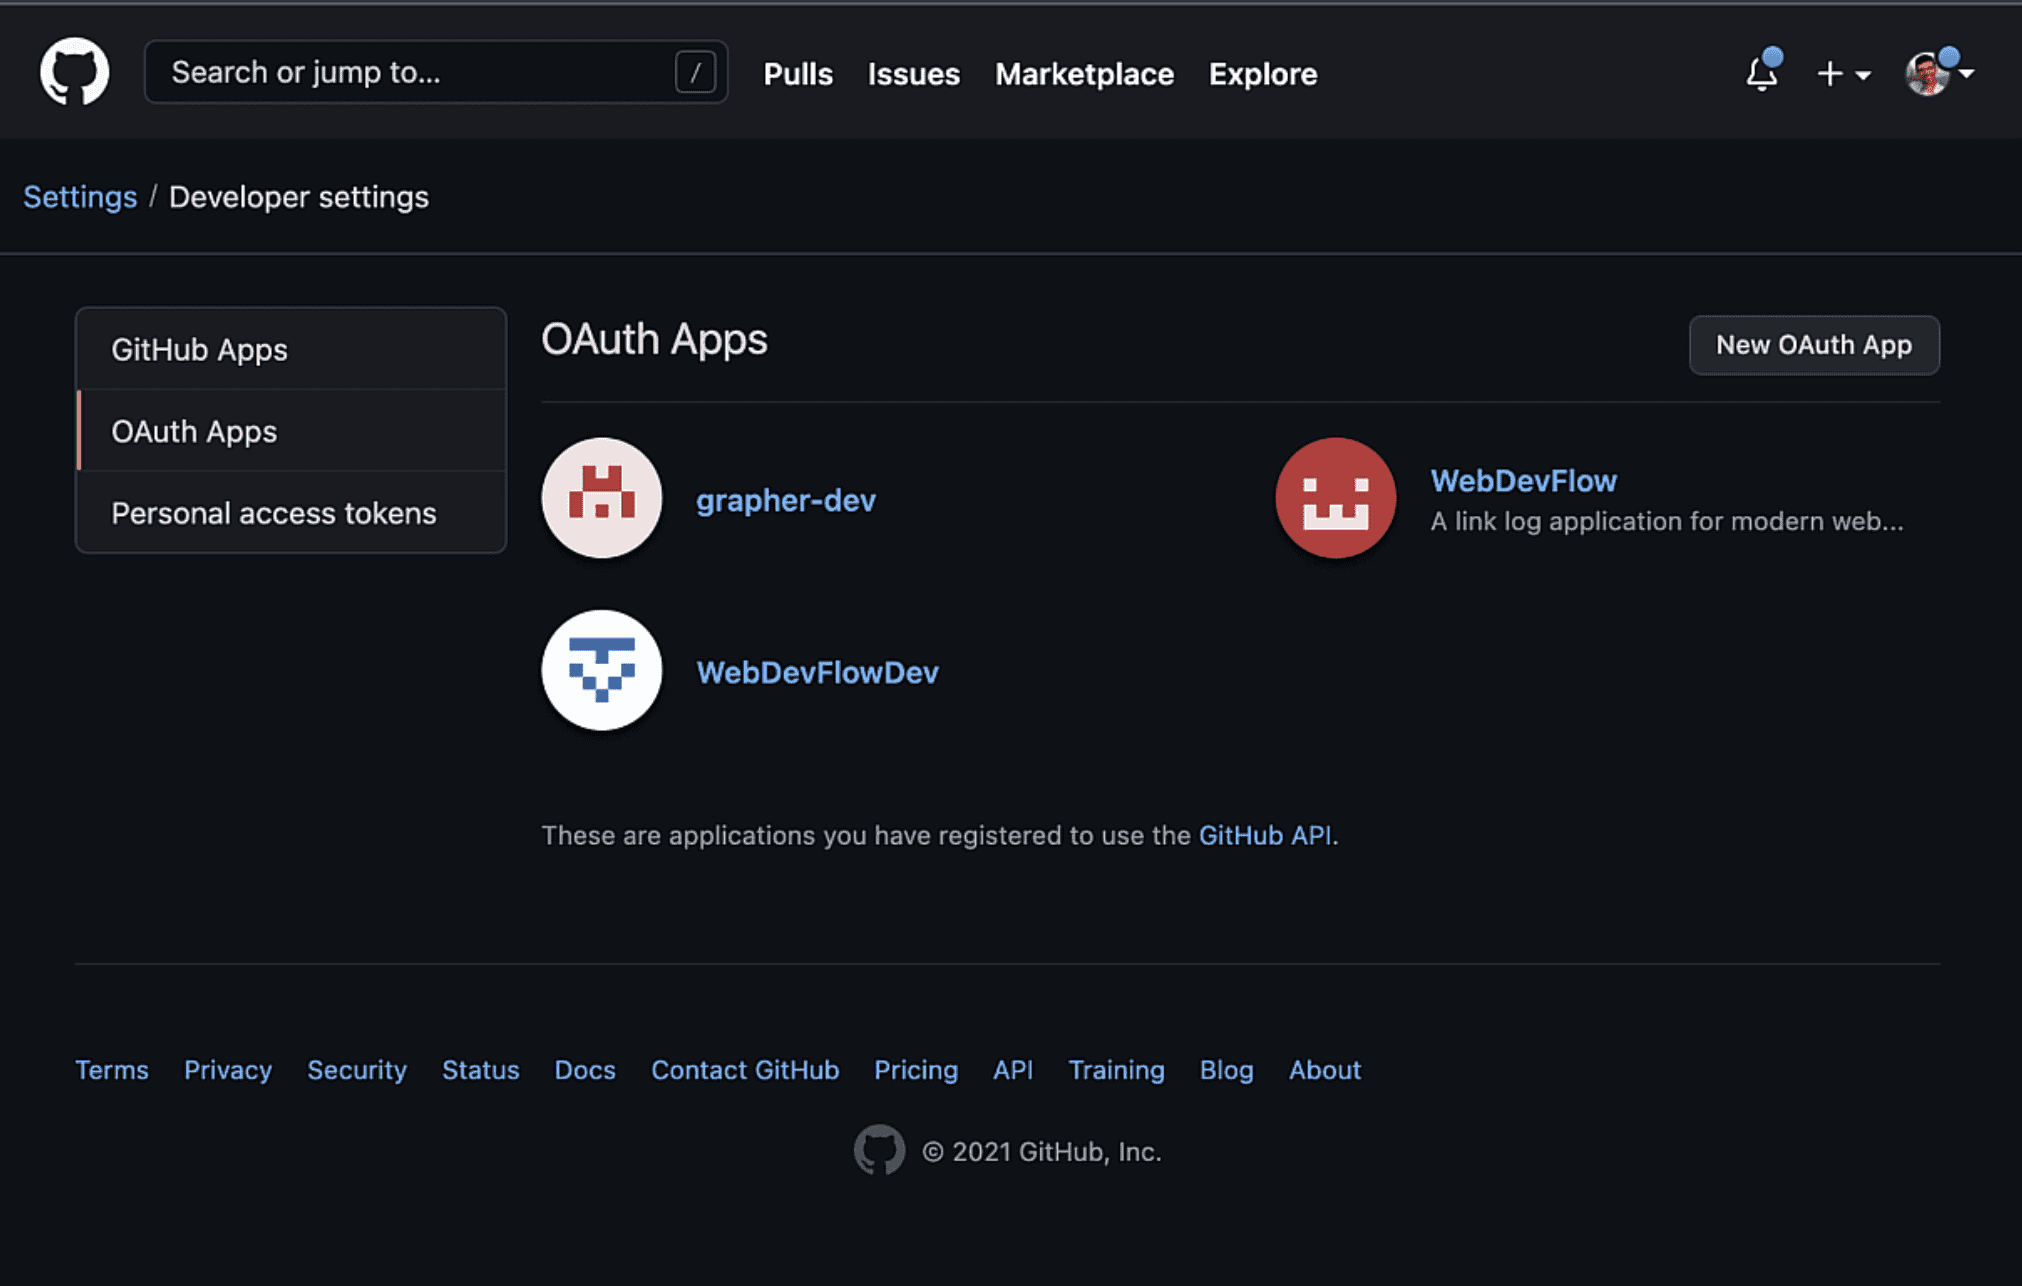 Search or jump to... /
Pulls Issues Marketplace Explore
Settings / Developer settings
GitHub Apps
OAuth Apps
Personal access tokens
OAuth Apps
New OAuth App
grapher-dev
WebDevFlow
A link log application for modern web...
WebDevFlowDev
These are applications you have registered to use the GitHub API.
Terms Privacy Security Status Docs Contact GitHub Pricing API Training Blog About
© 2021 GitHub, Inc.